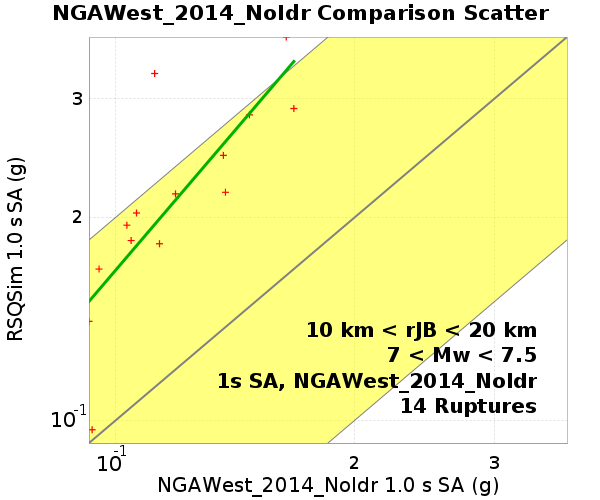 NGAWest_2014_NoIdr Comparison Scatter
RSQSim 1.0 s SA (g)
3
2
10-1
10 km < rJB < 20 km
7 < Mw < 7.5
1s SA, NGAWest_2014_NoIdr
14 Ruptures
10-1
2
3
NGAWest_2014_NoIdr 1.0 s SA (g)